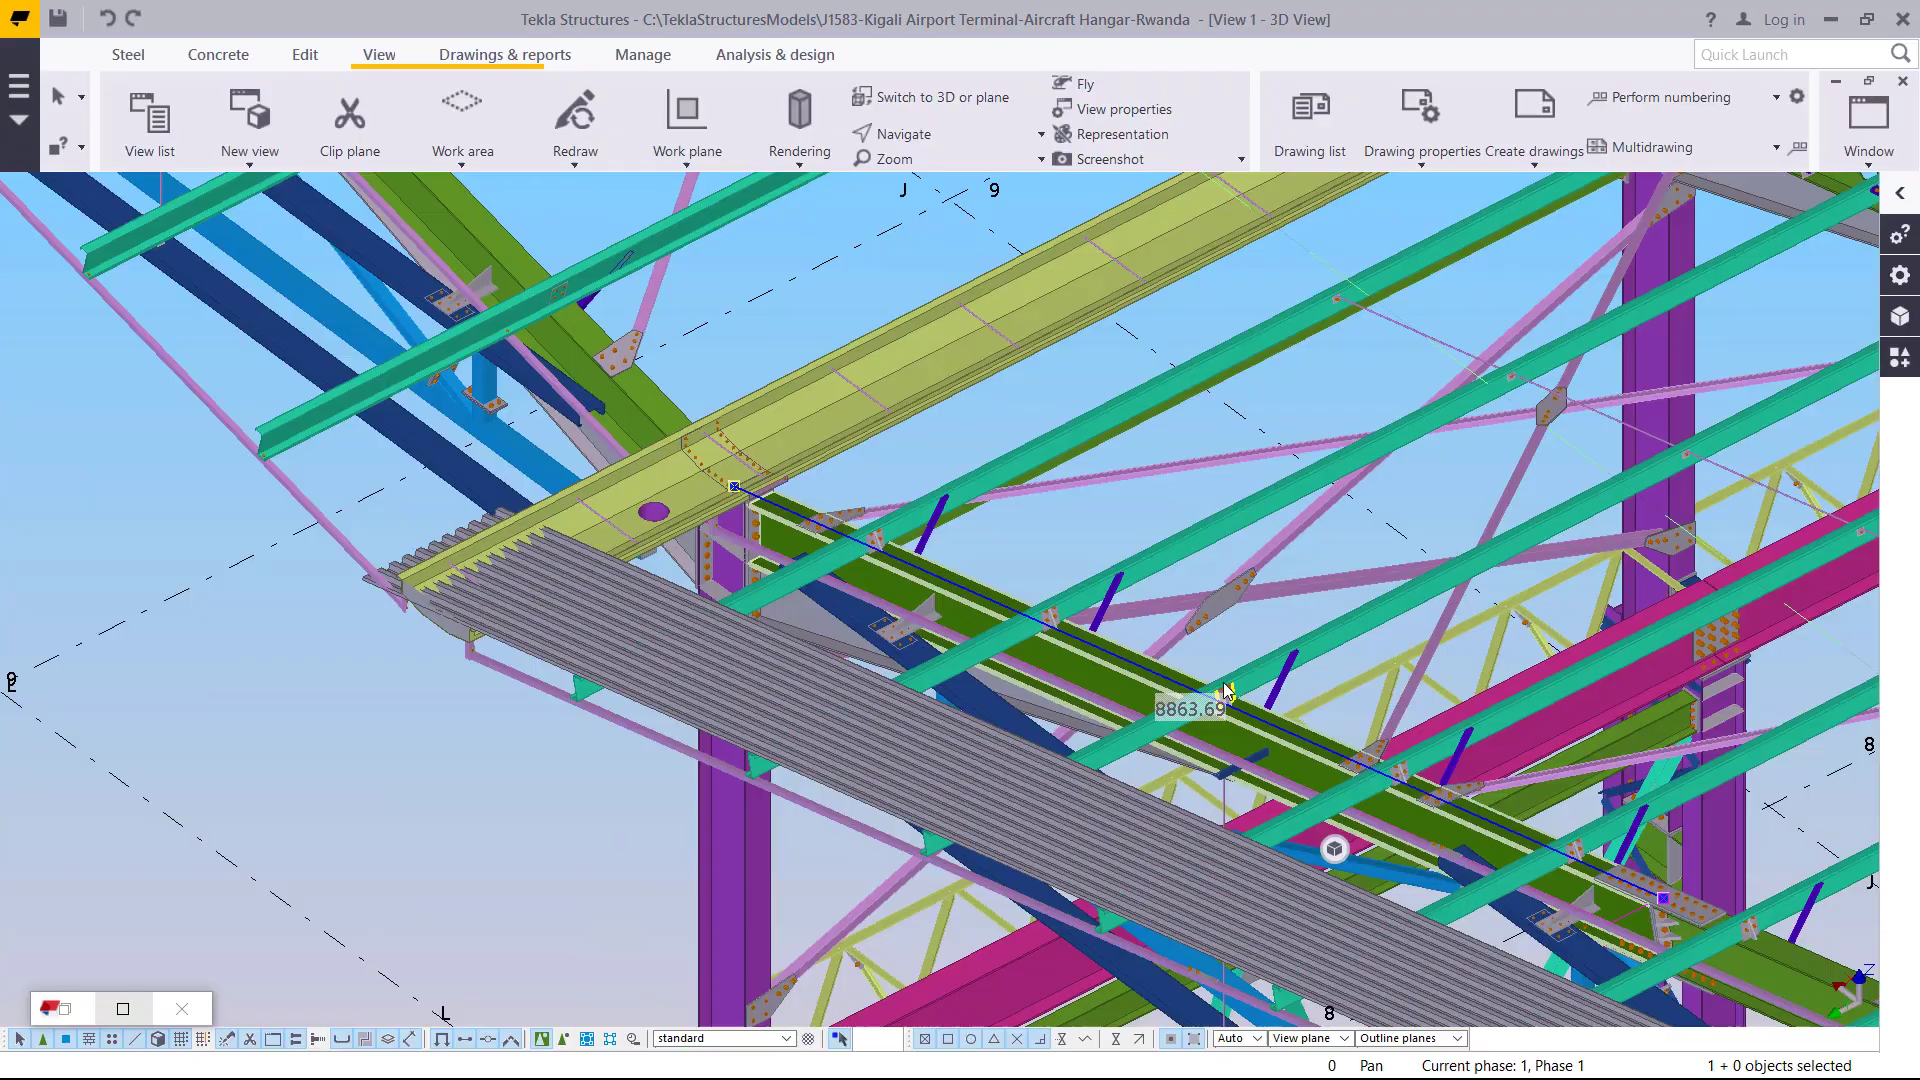 Tekla Structures - C:\TeklaStructuresModels\J1583-Kigali Airport Terminal-Aircraft Hangar-Rwanda - [View 1 - 3D View]
? Log in
Steel Concrete Edit View Drawings & reports Manage Analysis & design
Quick Launch
View list
New view
Clip plane
Work area
Redraw
Work plane
Rendering
Switch to 3D or plane
Navigate
Zoom
Fly
View properties
Representation
Screenshot
Drawing list
Drawing properties
Create drawings
Perform numbering
Multidrawing
Window
J 9
9
8863.69
8
J
Z
L 8
standard
Auto
View plane
Outline planes
0 Pan Current phase: 1, Phase 1 1 + 0 objects selected